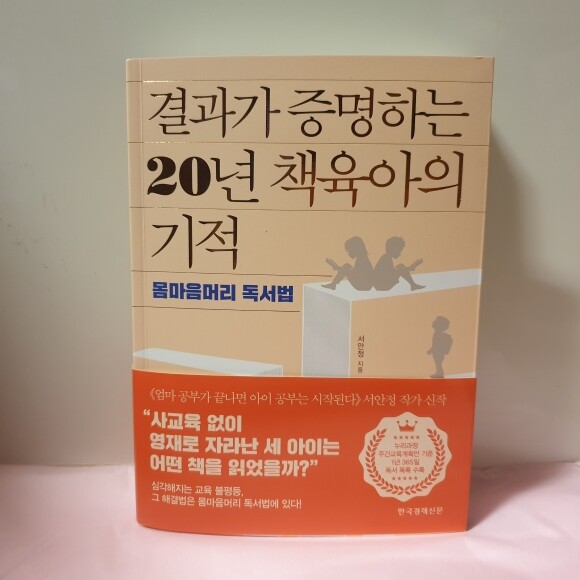 결과가 증명하는
20년 책육아의
기적
몸마음머리 독서법
서안정 지음
《엄마 공부가 끝나면 아이 공부는 시작된다》 서안정 작가 신작
“사교육 없이
영재로 자라난 세 아이는
어떤 책을 읽었을까?”
심각해지는 교육 불평등,
그 해결법은 몸마음머리 독서법에 있다!
누리과정
주간교육계획안 기준
1년 365일
독서 목록 수록
한국경제신문